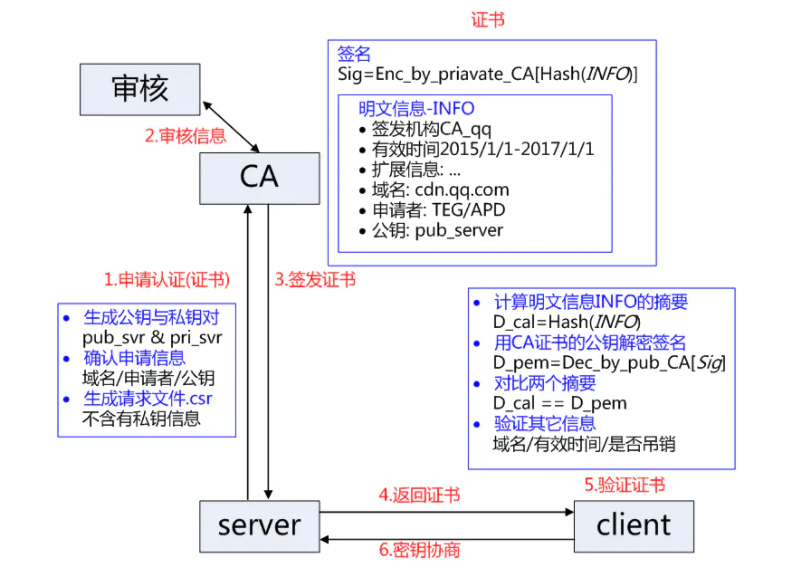 证书
签名
Sig=Enc_by_priavate_CA[Hash(INFO)]
明文信息-INFO
• 签发机构CA_qq
• 有效时间2015/1/1-2017/1/1
• 扩展信息: ...
• 域名: cdn.qq.com
• 申请者: TEG/APD
• 公钥: pub_server
审核
2.审核信息
CA
1.申请认证(证书)
3.签发证书
• 生成公钥与私钥对
pub_svr & pri_svr
• 确认申请信息
域名/申请者/公钥
• 生成请求文件.csr
不含有私钥信息
• 计算明文信息INFO的摘要
D_cal=Hash(INFO)
• 用CA证书的公钥解密签名
D_pem=Dec_by_pub_CA[Sig]
• 对比两个摘要
D_cal == D_pem
• 验证其它信息
域名/有效时间/是否吊销
4.返回证书
5.验证证书
server
client
6.密钥协商